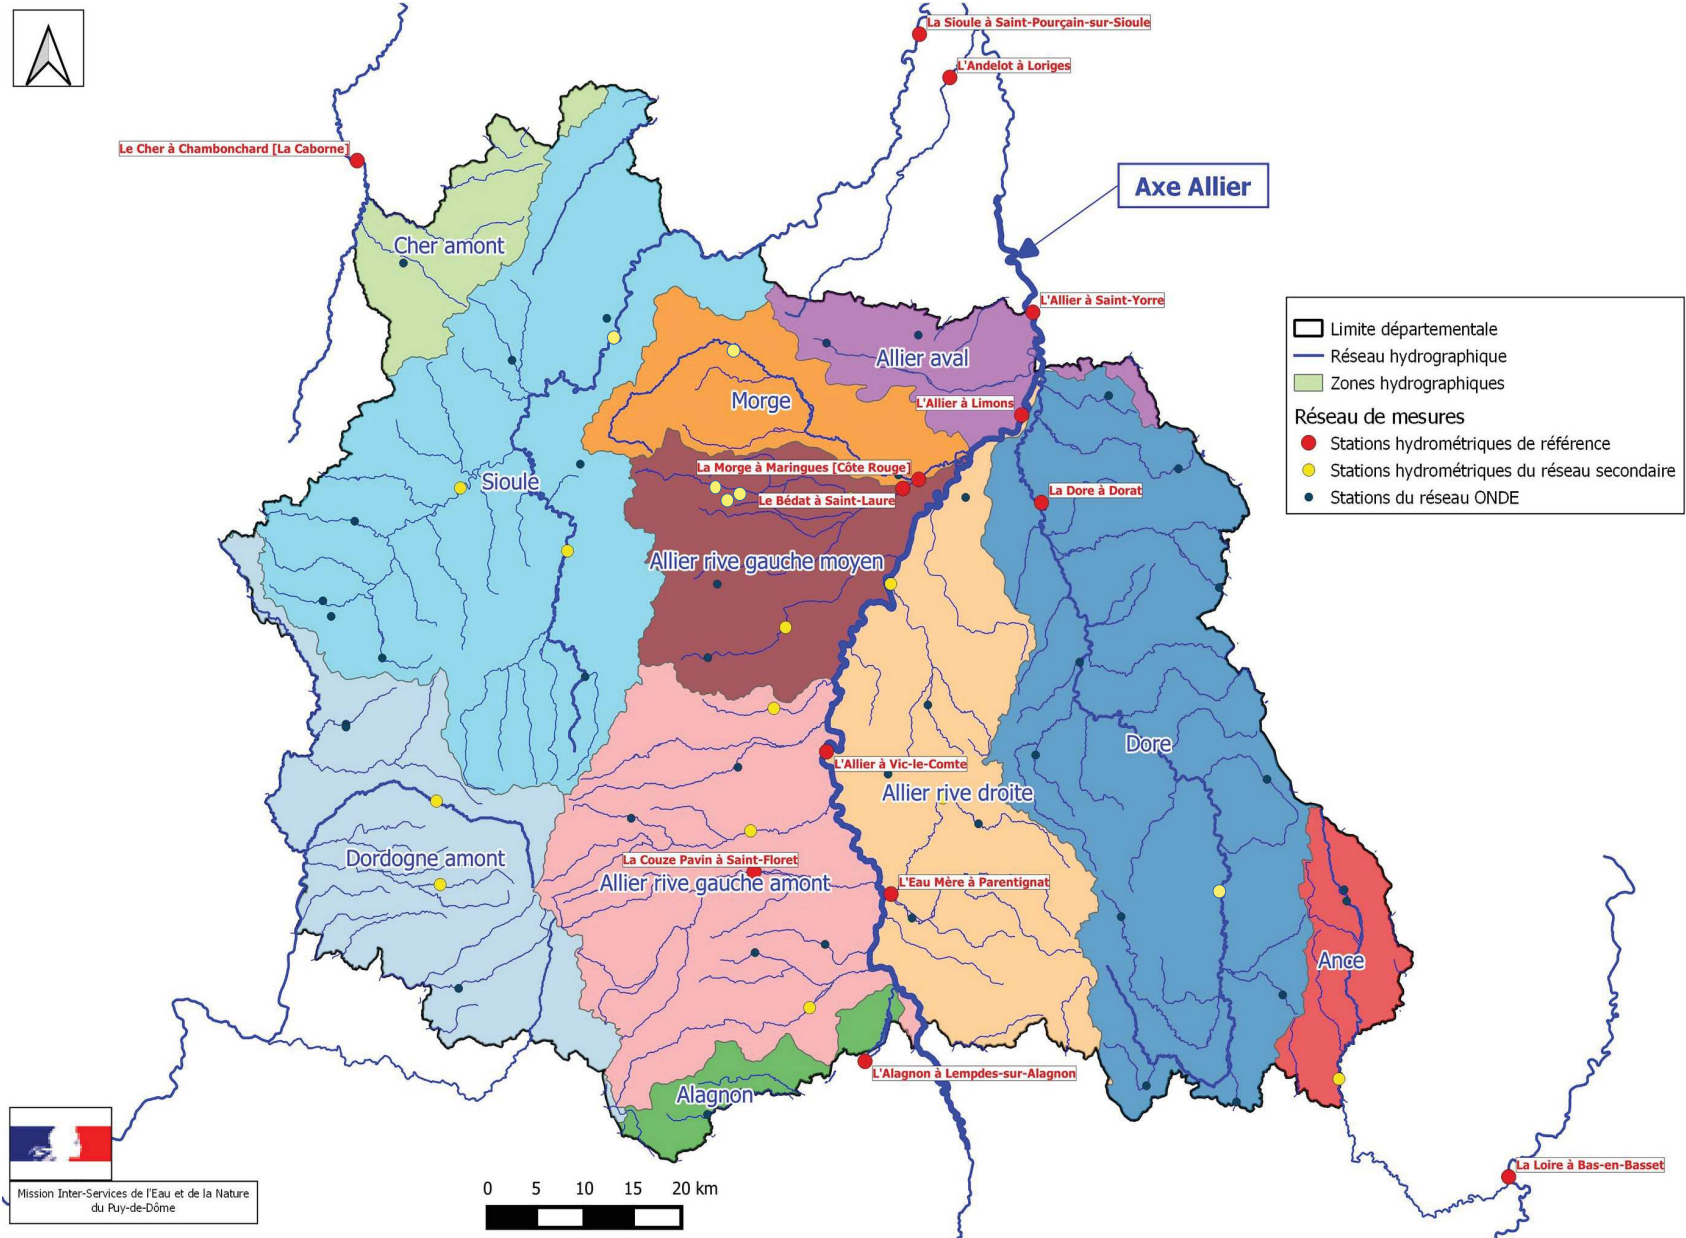 La Sioule à Saint-Pourçain-sur-Sioule
L'Andelot à Loriges
Le Cher à Chambonchard [La Caborne]
Axe Allier
Cher amont
L'Allier à Saint-Yorre
Limite départementale
Réseau hydrographique
Zones hydrographiques
Réseau de mesures
Stations hydrométriques de référence
Stations hydrométriques du réseau secondaire
Stations du réseau ONDE
Allier aval
Morge
L'Allier à Limons
La Morge à Maringues [Côte Rouge]
Sioule
Le Bédat à Saint-Laure
La Dore à Dorat
Allier rive gauche moyen
Dore
L'Allier à Vic-le-Comte
Allier rive droite
Dordogne amont
La Couze Pavin à Saint-Floret
Allier rive gauche amont
L'Eau Mère à Parentignat
Ance
L'Alagnon à Lempdes-sur-Alagnon
Alagnon
La Loire à Bas-en-Basset
Mission Inter-Services de l'Eau et de la Nature
du Puy-de-Dôme
0 5 10 15 20 km